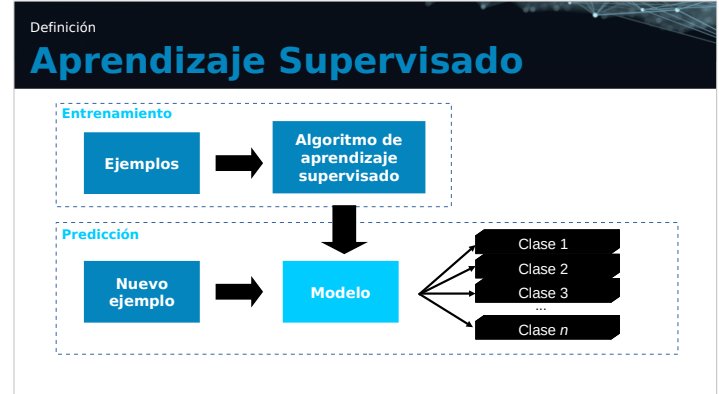 Definición
Aprendizaje Supervisado
Entrenamiento
Ejemplos
Algoritmo de
aprendizaje
supervisado
Predicción
Nuevo
ejemplo
Modelo
Clase 1
Clase 2
Clase 3
...
Clase n